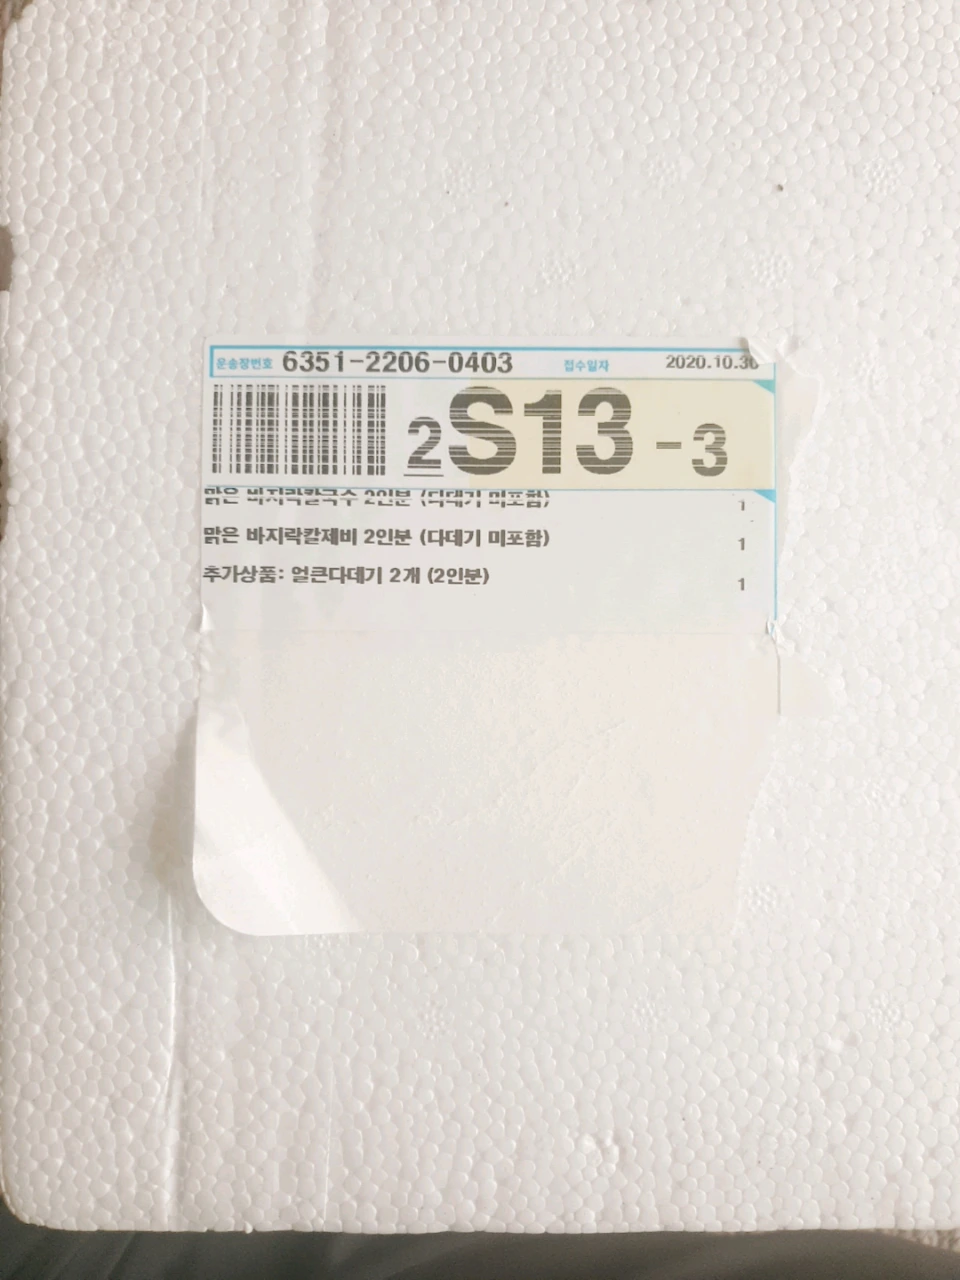 운송장번호 6351-2206-0403 접수일자 2020.10.30
2S13-3
맑은 바지락칼국수 2인분 (다데기 미포함) 1
맑은 바지락칼제비 2인분 (다데기 미포함) 1
추가상품: 얼큰다데기 2개 (2인분) 1